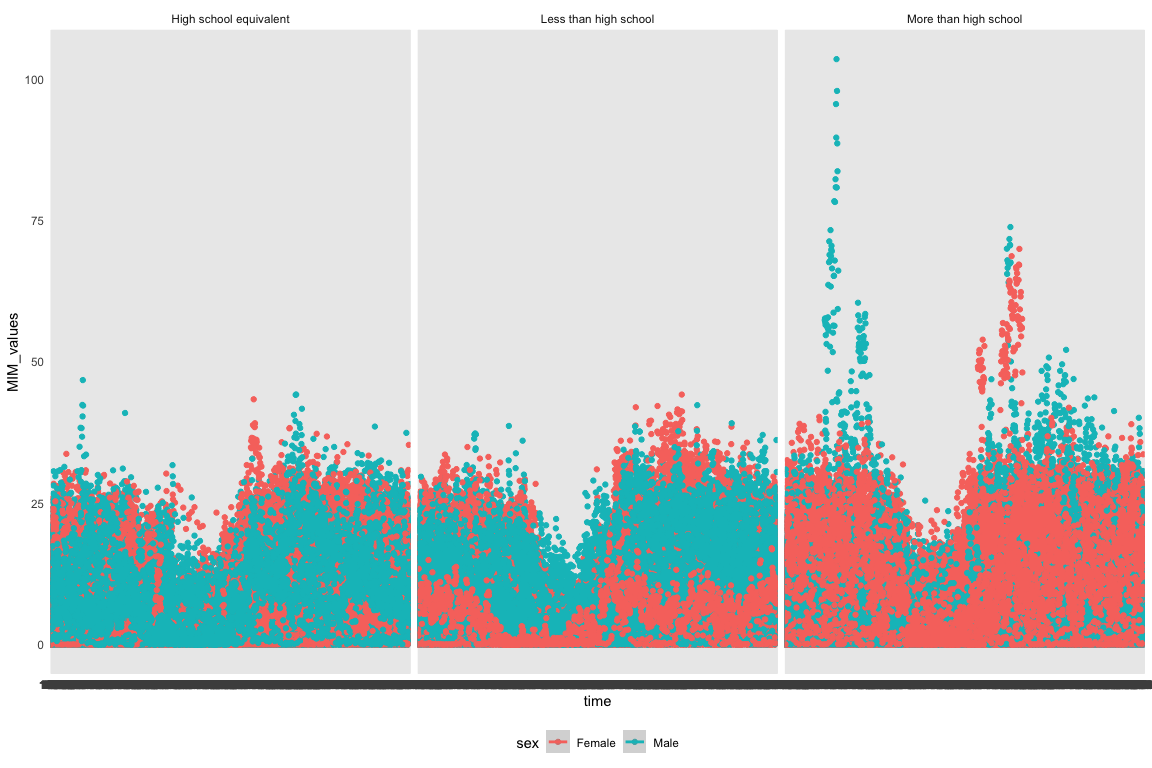 High school equivalent
Less than high school
More than high school
100
75
50
25
0
MIM_values
time
sex Female Male